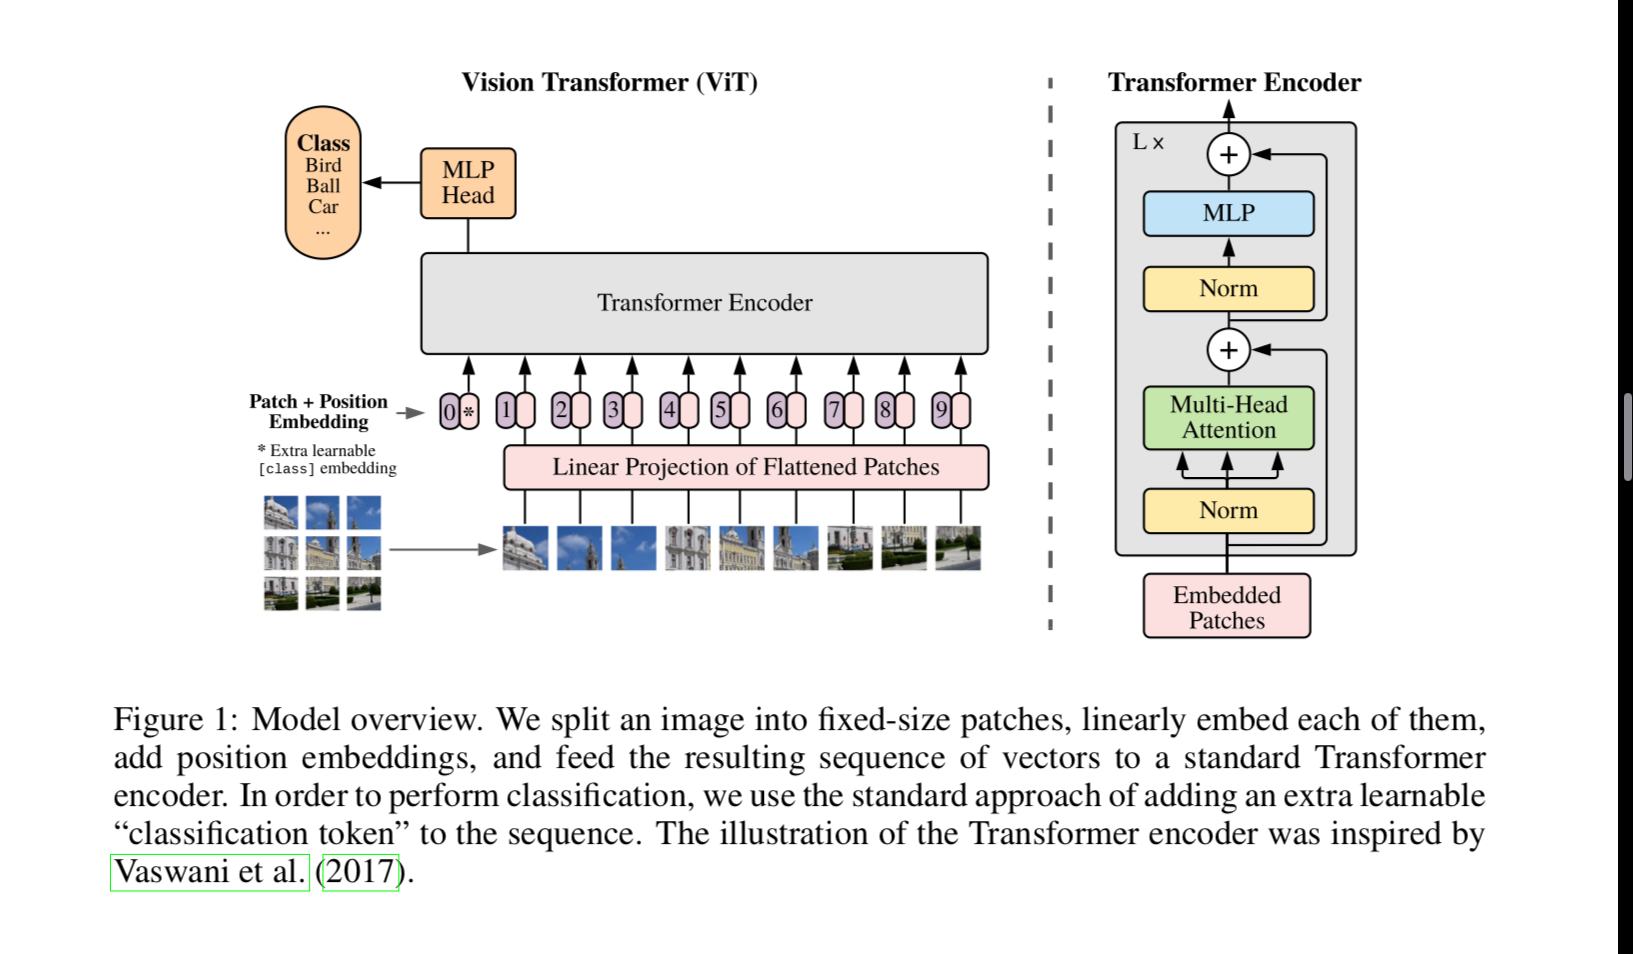 Vision Transformer (ViT)
Class
Bird
Ball
Car
...
MLP
Head
Transformer Encoder
Patch + Position
Embedding
* Extra learnable
[class] embedding
0 *
1
2
3
4
5
6
7
8
9
Linear Projection of Flattened Patches
Transformer Encoder
L x
+
MLP
Norm
+
Multi-Head
Attention
Norm
Embedded
Patches
Figure 1: Model overview. We split an image into fixed-size patches, linearly embed each of them,
add position embeddings, and feed the resulting sequence of vectors to a standard Transformer
encoder. In order to perform classification, we use the standard approach of adding an extra learnable
“classification token” to the sequence. The illustration of the Transformer encoder was inspired by
Vaswani et al. (2017).